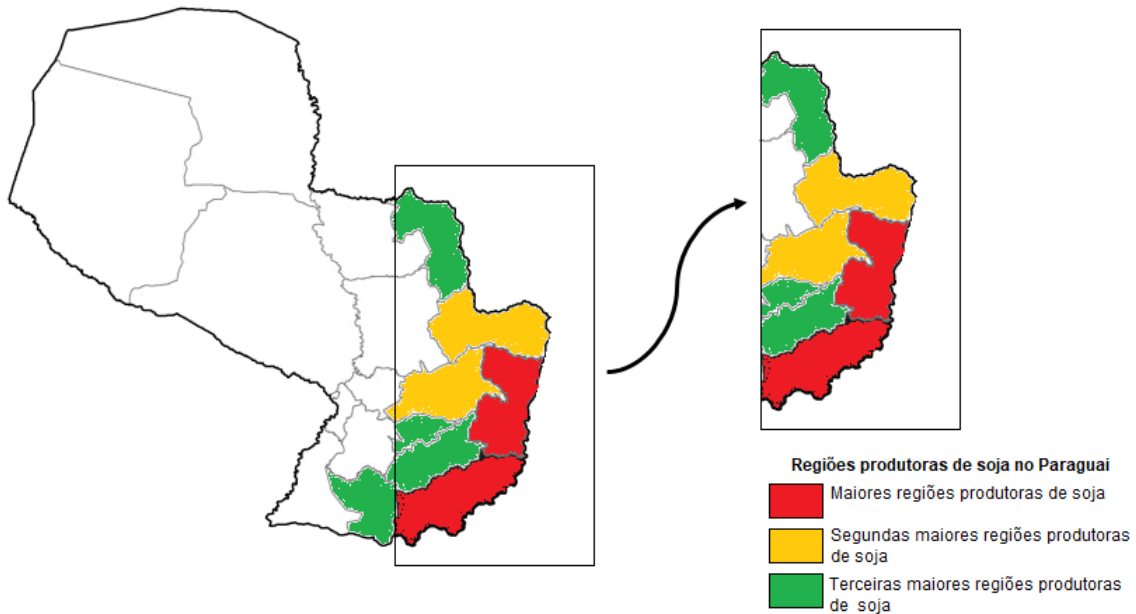 Regiões produtoras de soja no Paraguai
Maiores regiões produtoras de soja
Segundas maiores regiões produtoras
de soja
Terceiras maiores regiões produtoras
de soja